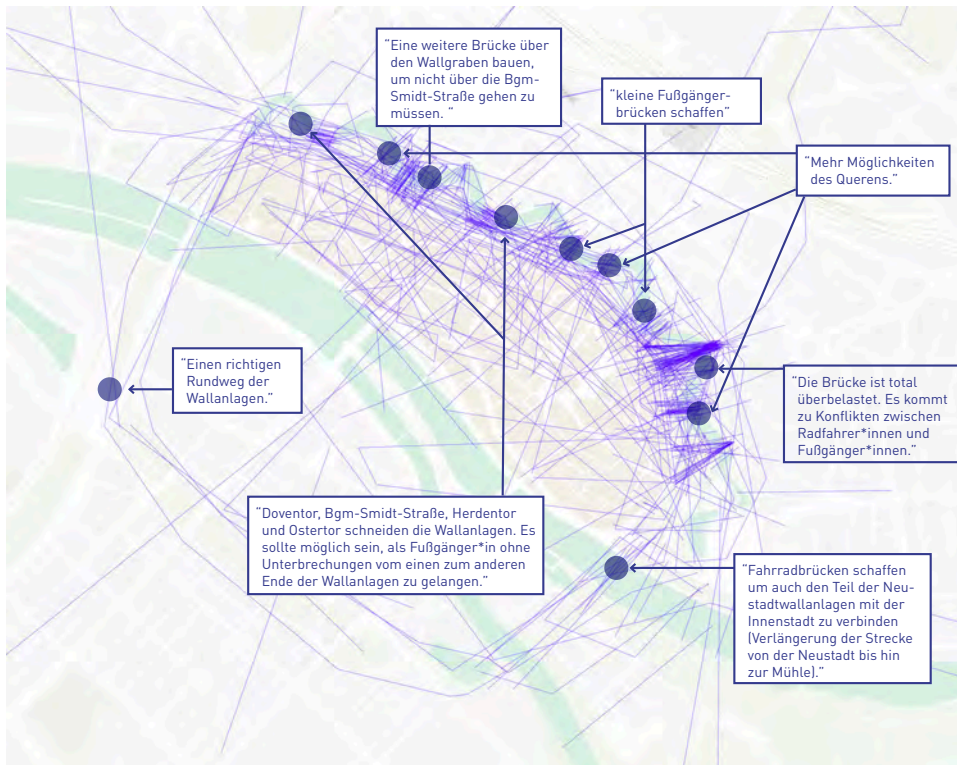 “Eine weitere Brücke über
den Wallgraben bauen,
um nicht über die Bgm-
Smidt-Straße gehen zu
müssen. ”
“kleine Fußgänger-
brücken schaffen”
“Mehr Möglichkeiten
des Querens.”
“Einen richtigen
Rundweg der
Wallanlagen.”
“Die Brücke ist total
überbelastet. Es kommt
zu Konflikten zwischen
Radfahrer*innen und
Fußgänger*innen.”
“Doventor, Bgm-Smidt-Straße, Herdentor
und Ostertor schneiden die Wallanlagen. Es
sollte möglich sein, als Fußgänger*in ohne
Unterbrechungen vom einen zum anderen
Ende der Wallanlagen zu gelangen.”
“Fahrradbrücken schaffen
um auch den Teil der Neu-
stadtwallanlagen mit der
Innenstadt zu verbinden
(Verlängerung der Strecke
von der Neustadt bis hin
zur Mühle).”